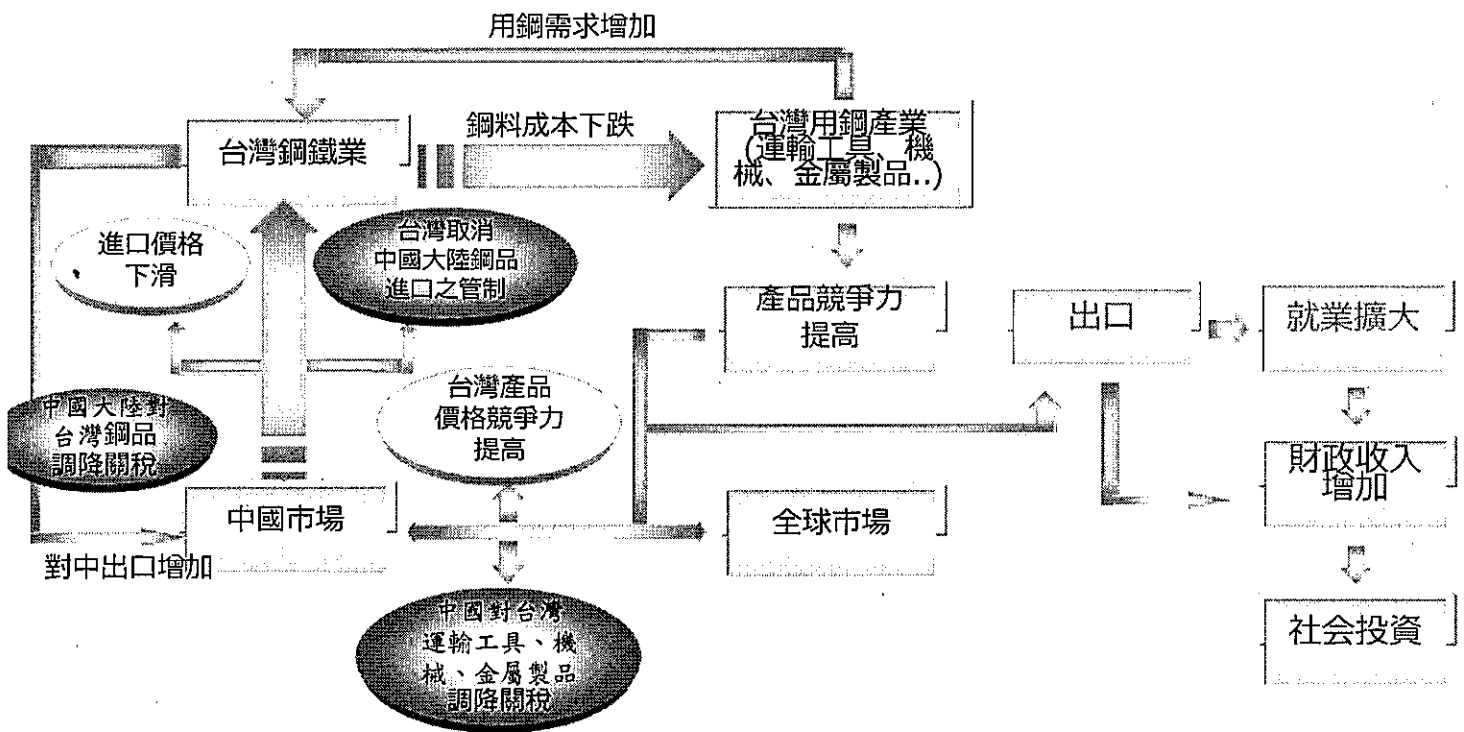 用鋼需求增加
台灣鋼鐵業
鋼料成本下跌
台灣用鋼產業
(運輸工具、機
械、金屬製品..)
進口價格
下滑
台灣取消
中國大陸鋼品
進口之管制
產品競爭力
提高
出口
就業擴大
中國大陸對
台灣鋼品
調降關稅
台灣產品
價格競爭力
提高
財政收入
增加
中國市場
全球市場
對中出口增加
中國對台灣
運輸工具、機
械、金屬製品
調降關稅
社会投資